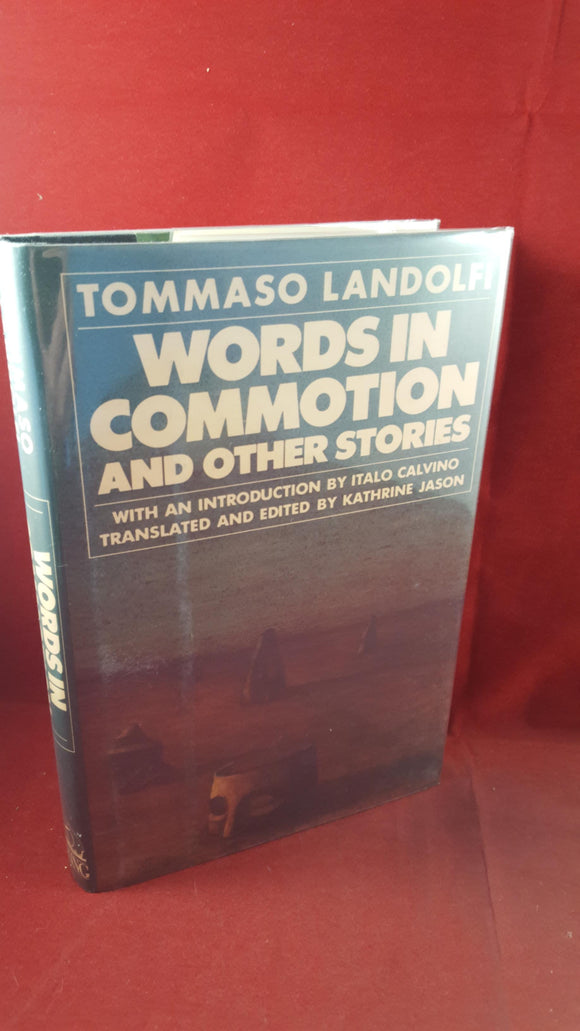 TOMMASO LANDOLFI
WORDS IN
COMMOTION
AND OTHER STORIES
WITH AN INTRODUCTION BY ITALO CALVINO
TRANSLATED AND EDITED BY KATHRINE JASON
WORDS IN